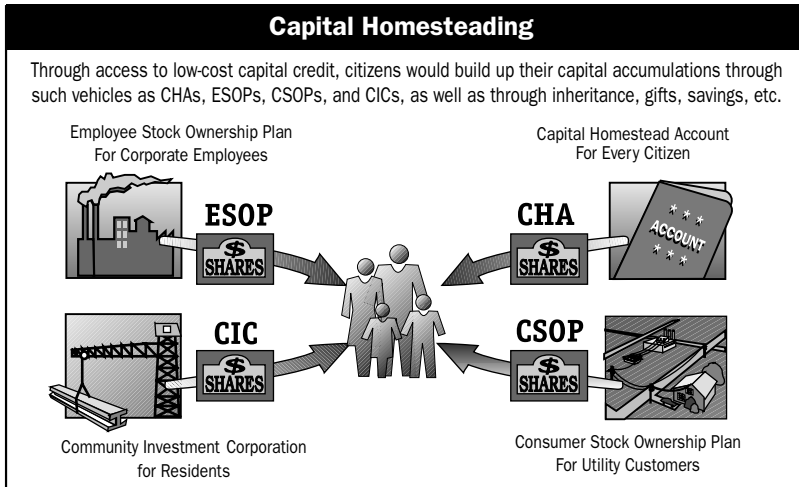 Capital Homesteading
Through access to low-cost capital credit, citizens would build up their capital accumulations through
such vehicles as CHAs, ESOPs, CSOPs, and CICs, as well as through inheritance, gifts, savings, etc.
Employee Stock Ownership Plan
For Corporate Employees
Capital Homestead Account
For Every Citizen
ESOP
$
SHARES
CHA
$
SHARES
* * *
ACCOUNT
* * *
CIC
$
SHARES
CSOP
$
SHARES
Community Investment Corporation
for Residents
Consumer Stock Ownership Plan
For Utility Customers